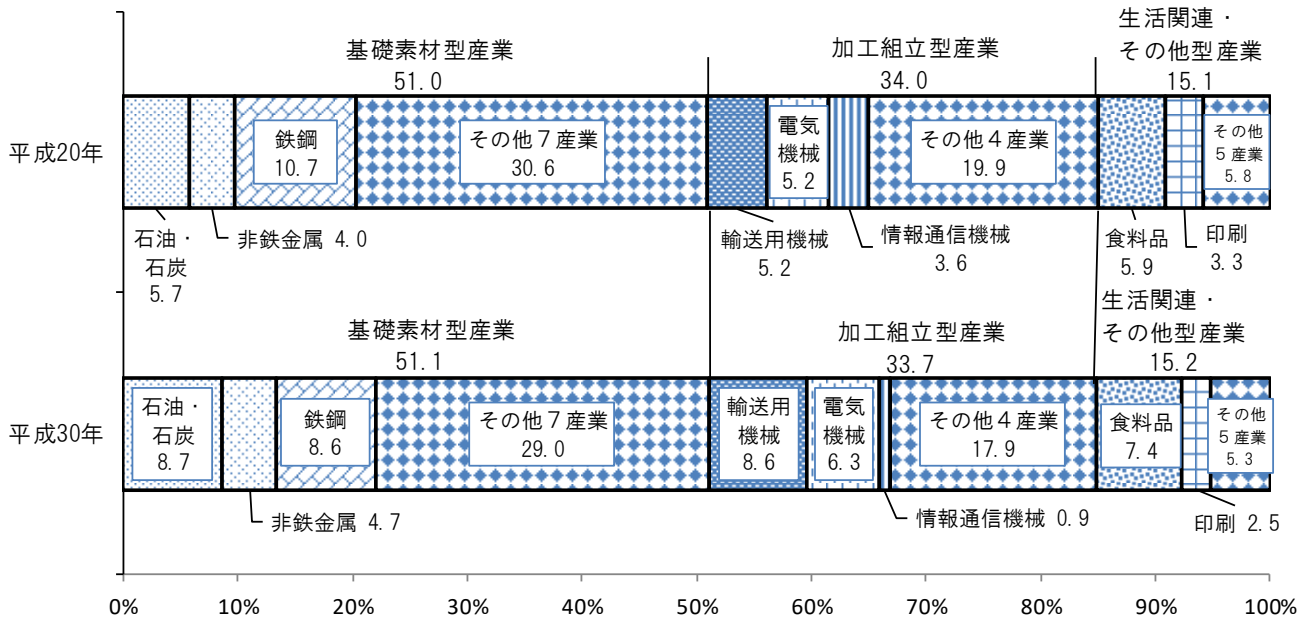 生活関連・
その他型産業
15.1
基礎素材型産業
51.0
加工組立型産業
34.0
平成20年
鉄鋼
10.7
その他７産業
30.6
電気
機械
5.2
その他４産業
19.9
その他
５産業
5.8
石油・
石炭
5.7
非鉄金属 4.0
輸送用機械
5.2
情報通信機械
3.6
食料品
5.9
印刷
3.3
基礎素材型産業
51.1
加工組立型産業
33.7
生活関連・
その他型産業
15.2
平成30年
石油・
石炭
8.7
鉄鋼
8.6
その他７産業
29.0
輸送用
機械
8.6
電気
機械
6.3
その他４産業
17.9
食料品
7.4
その他
５産業
5.3
非鉄金属 4.7
情報通信機械 0.9
印刷 2.5
0%
10%
20%
30%
40%
50%
60%
70%
80%
90%
100%